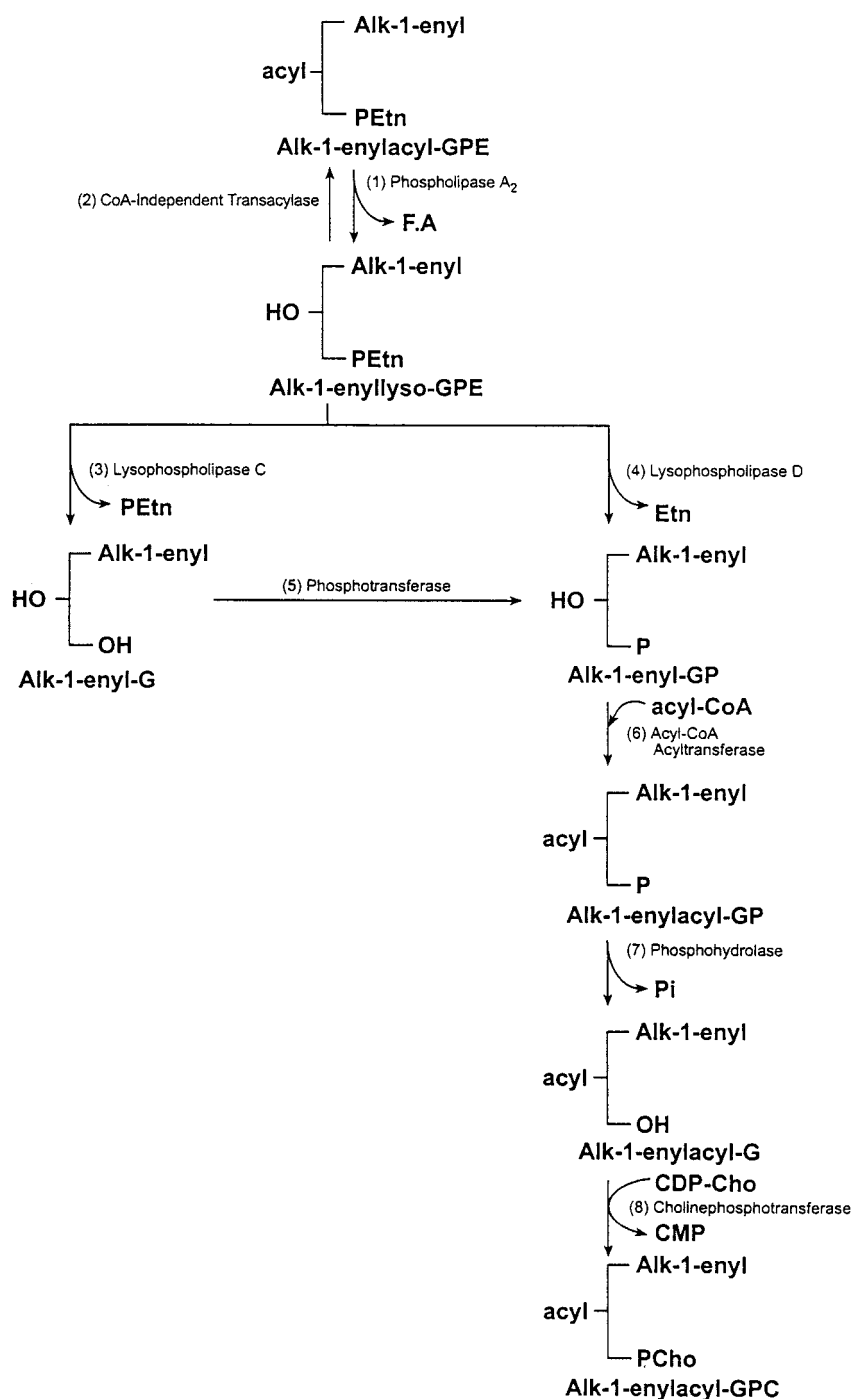 Alk-1-enyl
acyl
PEtn
Alk-1-enylacyl-GPE
(2) CoA-Independent Transacylase
(1) Phospholipase A₂
F.A
Alk-1-enyl
HO
PEtn
Alk-1-enyllyso-GPE
(3) Lysophospholipase C
PEtn
(4) Lysophospholipase D
Etn
Alk-1-enyl
HO
OH
Alk-1-enyl-G
(5) Phosphotransferase
Alk-1-enyl
HO
P
Alk-1-enyl-GP
acyl-CoA
(6) Acyl-CoA
Acyltransferase
Alk-1-enyl
acyl
P
Alk-1-enylacyl-GP
(7) Phosphohydrolase
Pi
Alk-1-enyl
acyl
OH
Alk-1-enylacyl-G
CDP-Cho
(8) Cholinephosphotransferase
CMP
Alk-1-enyl
acyl
PCho
Alk-1-enylacyl-GPC